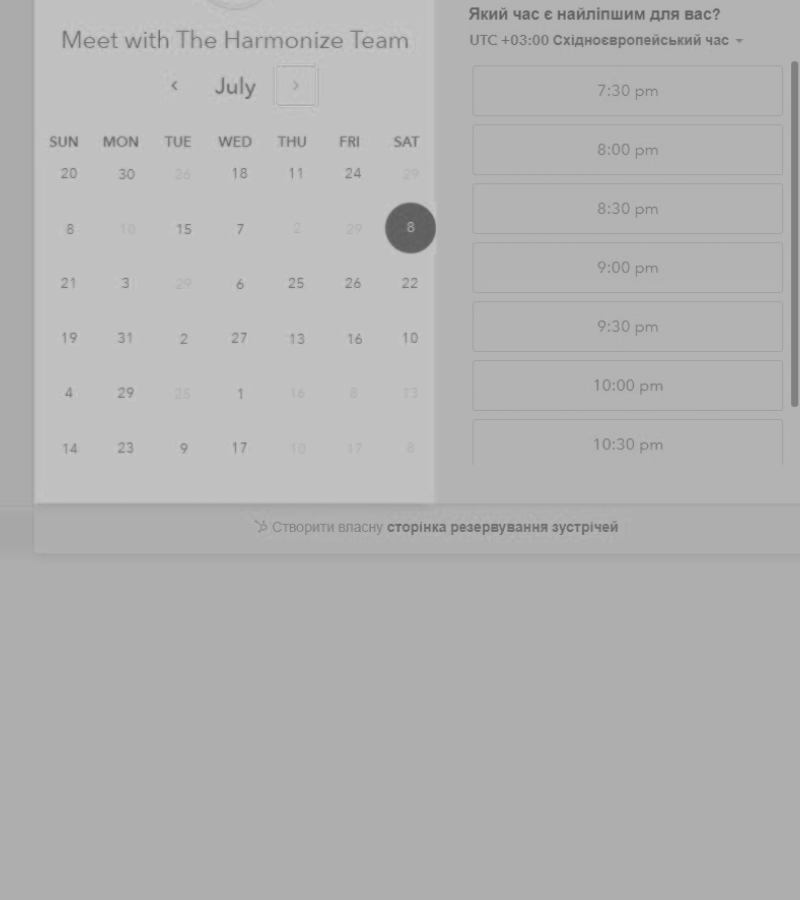 Meet with The Harmonize Team
July
SUN MON TUE WED THU FRI SAT
20 30 26 18 11 24 29
8 10 15 7 2 29 8
21 3 29 6 25 26 22
19 31 2 27 13 16 10
4 29 25 1 16 8 13
14 23 9 17 10 17 8
Який час є найліпшим для вас?
UTC +03:00 Східноєвропейський час
7:30 pm
8:00 pm
8:30 pm
9:00 pm
9:30 pm
10:00 pm
10:30 pm
Створити власну сторінка резервування зустрічей